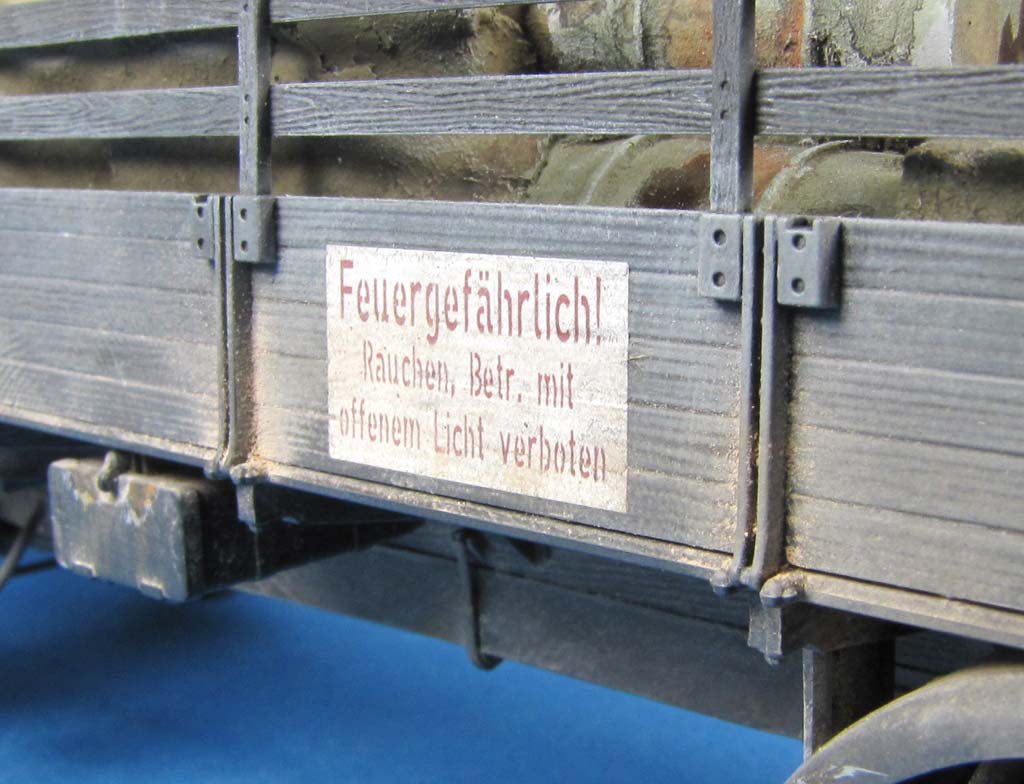 Feuergefährlich!
Rauchen, Betr. mit
offenem Licht verboten